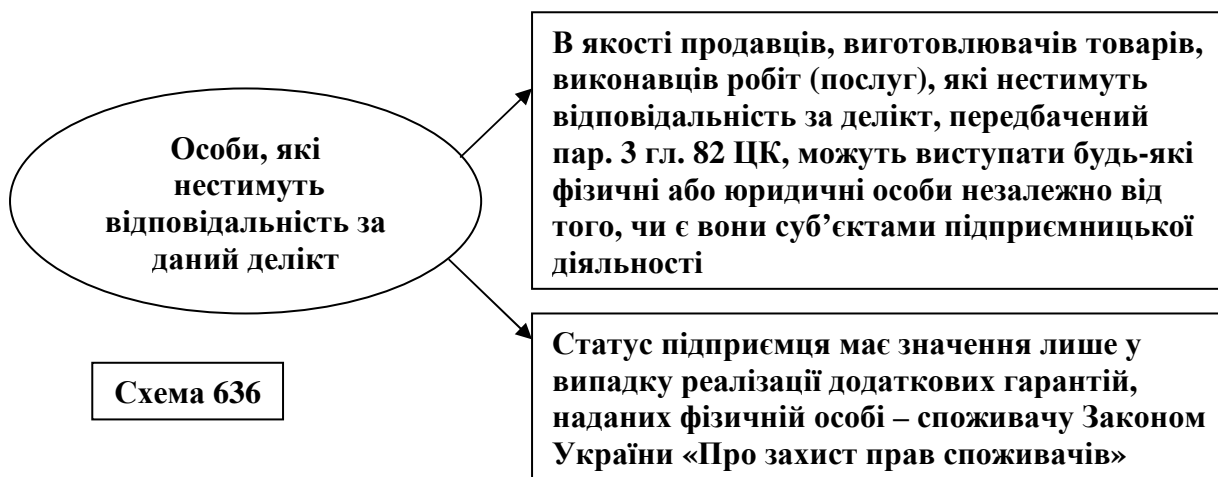 Особи, які
нестимуть
відповідальність за
даний делікт
В якості продавців, виготовлювачів товарів,
виконавців робіт (послуг), які нестимуть
відповідальність за делікт, передбачений
пар. 3 гл. 82 ЦК, можуть виступати будь-які
фізичні або юридичні особи незалежно від
того, чи є вони суб’єктами підприємницької
діяльності
Статус підприємця має значення лише у
випадку реалізації додаткових гарантій,
наданих фізичній особі – споживачу Законом
України «Про захист прав споживачів»
Схема 636